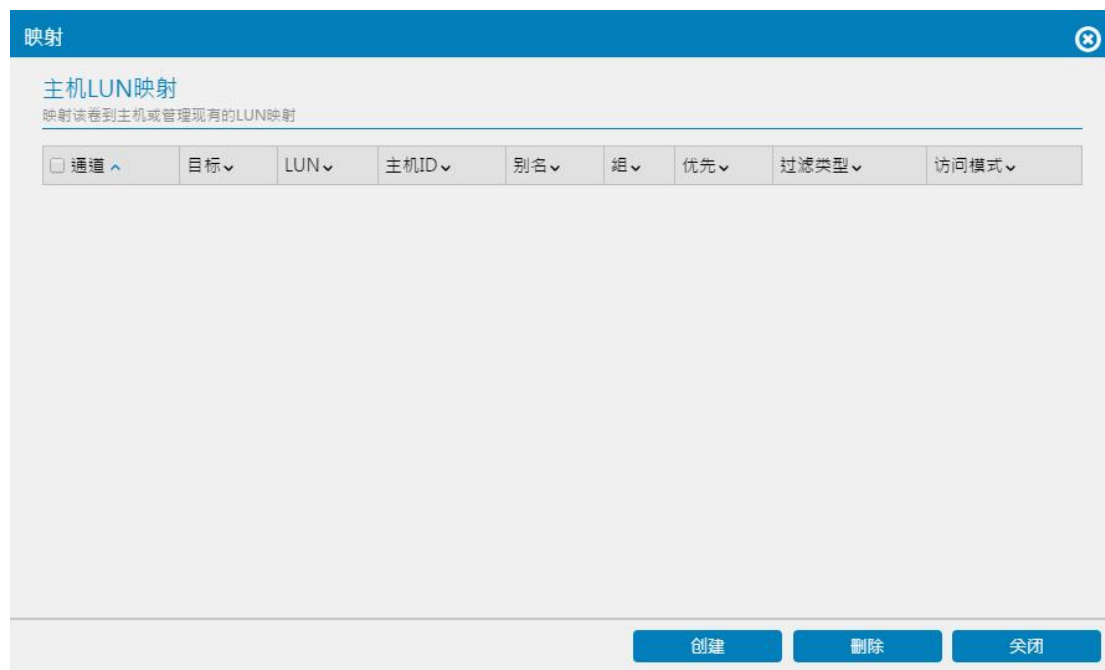 映射
主机LUN映射
映射该卷到主机或管理现有的LUN映射
通道 目标 LUN 主机ID 别名 组 优先 过滤类型 访问模式
创建 删除 关闭